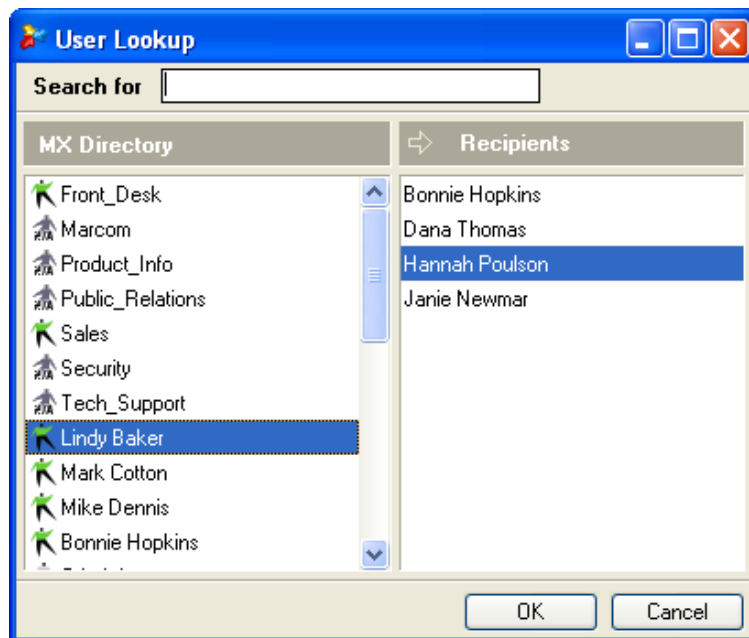 User Lookup
Search for
MX Directory
Recipients
Front_Desk
Marcom
Product_Info
Public_Relations
Sales
Security
Tech_Support
Lindy Baker
Mark Cotton
Mike Dennis
Bonnie Hopkins
Bonnie Hopkins
Dana Thomas
Hannah Poulson
Janie Newmar
OK
Cancel